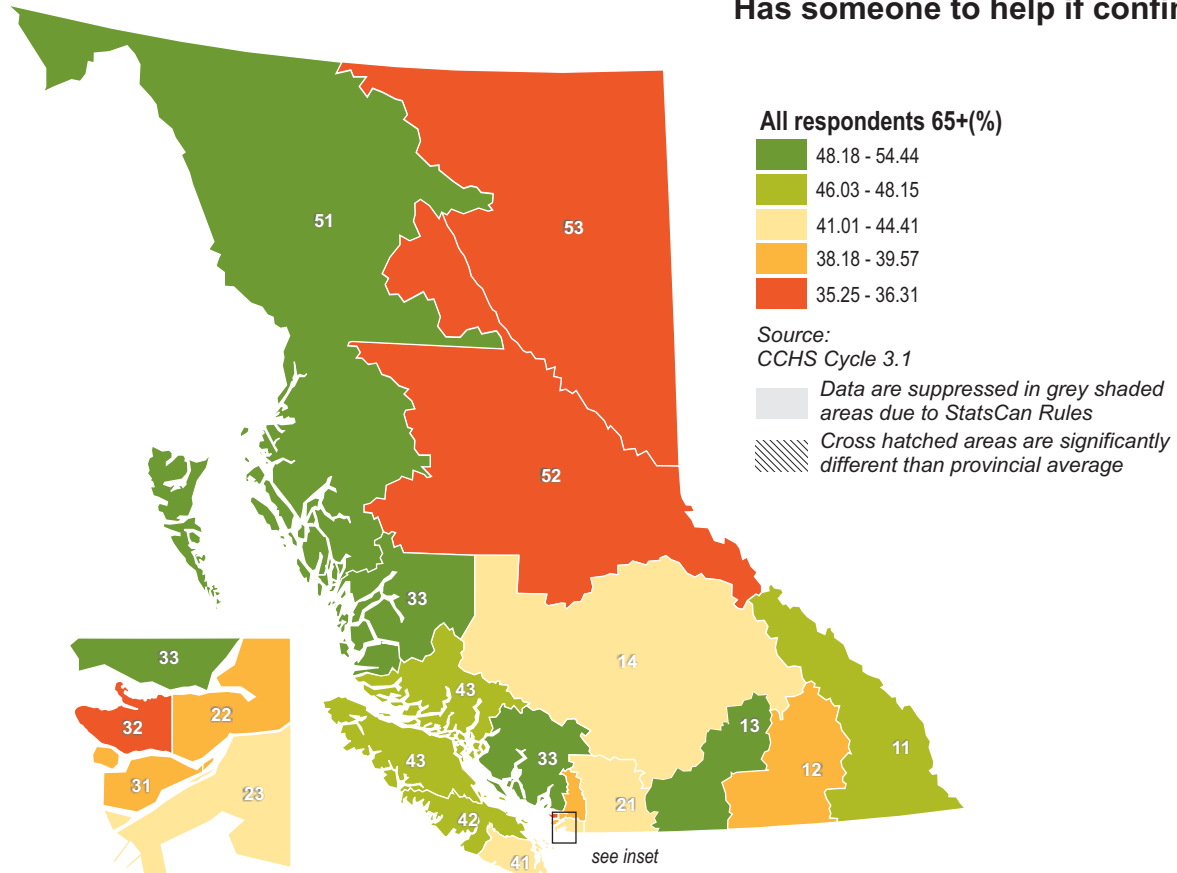 Has someone to help if confin
All respondents 65+(%)
48.18 - 54.44
46.03 - 48.15
41.01 - 44.41
38.18 - 39.57
35.25 - 36.31
Source:
CCHS Cycle 3.1
Data are suppressed in grey shaded
areas due to StatsCan Rules
Cross hatched areas are significantly
different than provincial average
51
53
52
33
14
43
13
11
33
43
12
21
42
41
see inset
33
32
22
31
23